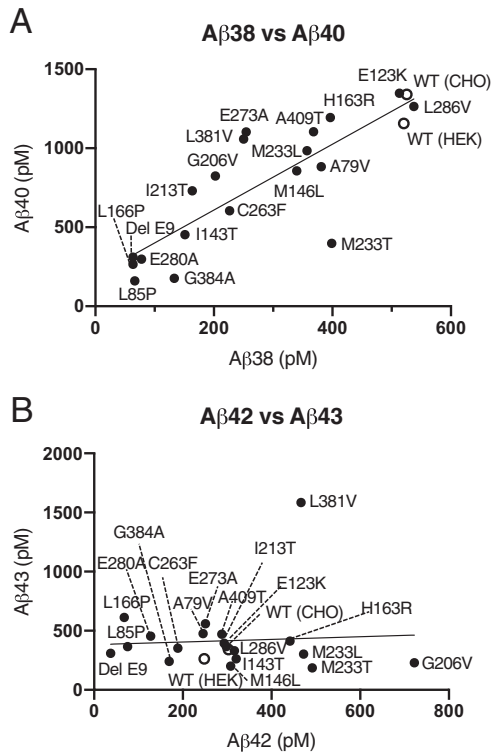 A
Aβ38 vs Aβ40
1500
1000
500
0
Aβ40 (pM)
E123K
WT (CHO)
H163R
L286V
E273A
A409T
WT (HEK)
L381V
M233L
G206V
A79V
I213T
M146L
L166P
C263F
Del E9
I143T
M233T
E280A
G384A
L85P
0
200
400
600
Aβ38 (pM)
B
Aβ42 vs Aβ43
2000
1500
1000
500
0
Aβ43 (pM)
L381V
G384A
I213T
E280A
C263F
E273A
E123K
L166P
A79V
A409T
WT (CHO)
H163R
L85P
L286V
M233L
Del E9
WT (HEK)
I143T
M233T
G206V
M146L
0
200
400
600
800
Aβ42 (pM)